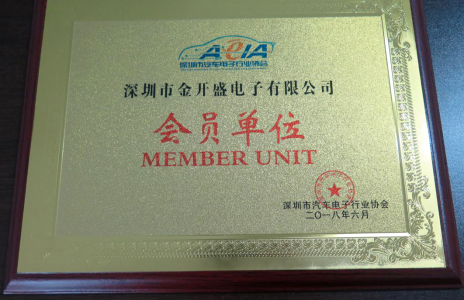 AEIA
深圳市汽车电子行业协会
深圳市金开盛电子有限公司
会员单位
MEMBER UNIT
深圳市汽车电子行业协会
二〇一八年六月